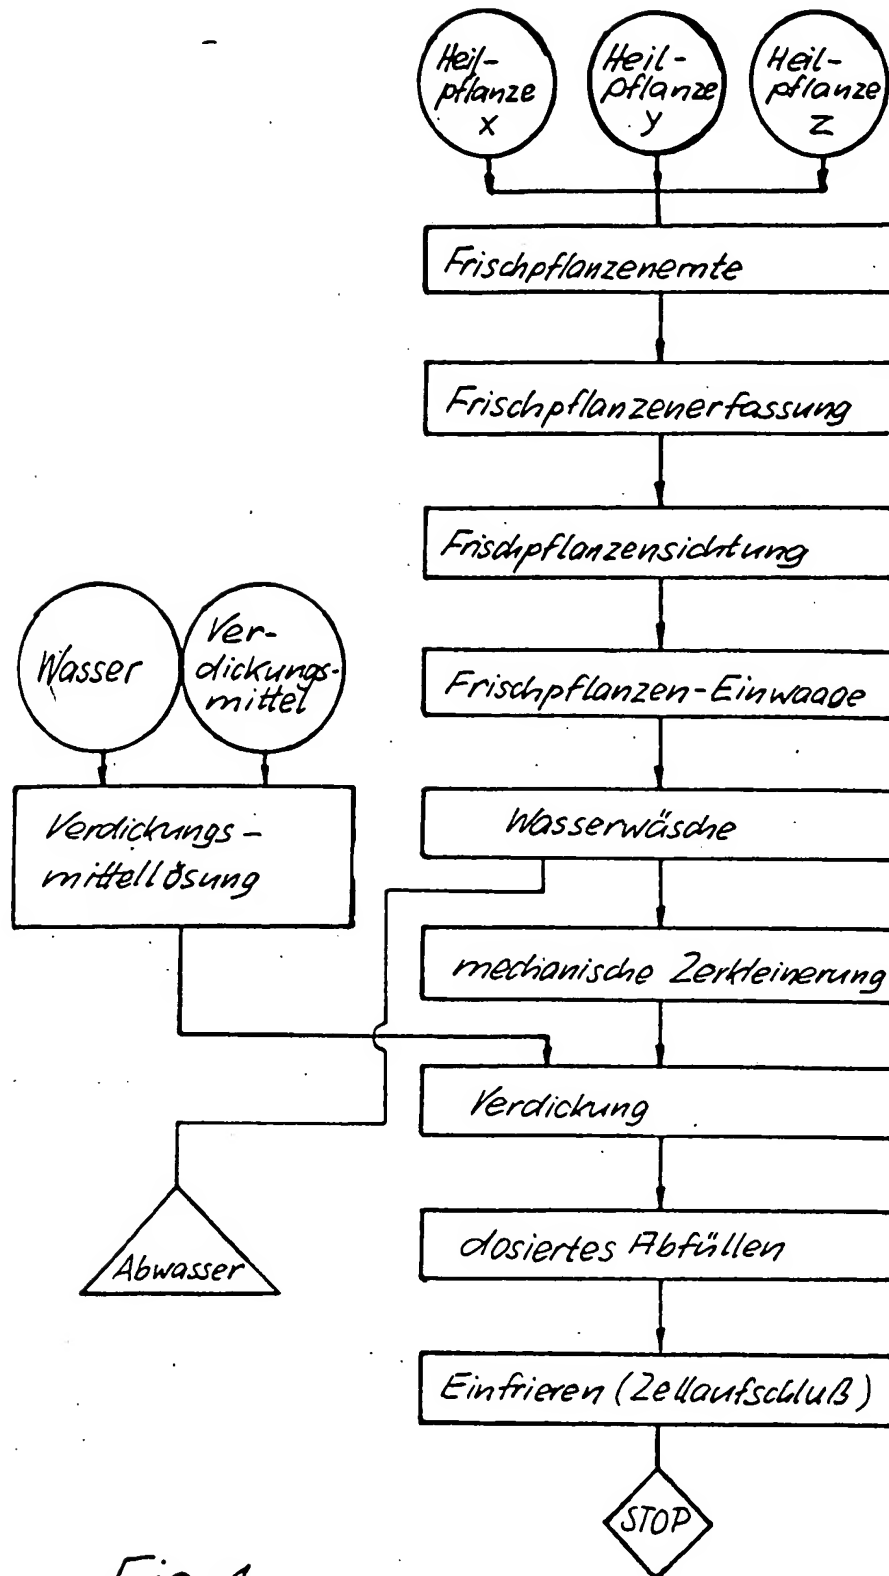 Heil-
pflanze
X
Heil-
pflanze
Y
Heil-
pflanze
Z
Frischpflanzenernte
Frischpflanzenerfassung
Frischpflanzensichtung
Frischpflanzen-Einwaage
Wasser
Ver-
dickungs-
mittel
Verdickungs-
mittellösung
Wasserwäsche
mechanische Zerkleinerung
Verdickung
dosiertes Abfüllen
Abwasser
Einfrieren (Zellaufschluß)
STOP
Fig. 1